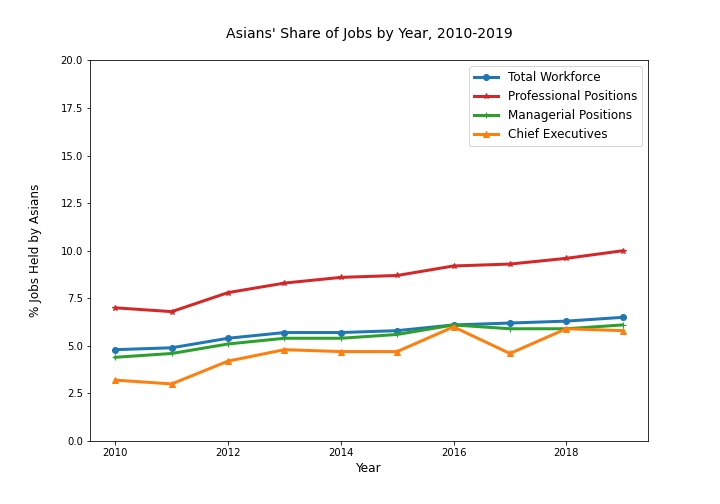 Asians' Share of Jobs by Year, 2010-2019
Total Workforce
Professional Positions
Managerial Positions
Chief Executives
% Jobs Held by Asians
20.0
17.5
15.0
12.5
10.0
7.5
5.0
2.5
0.0
2010 2012 2014 2016 2018
Year